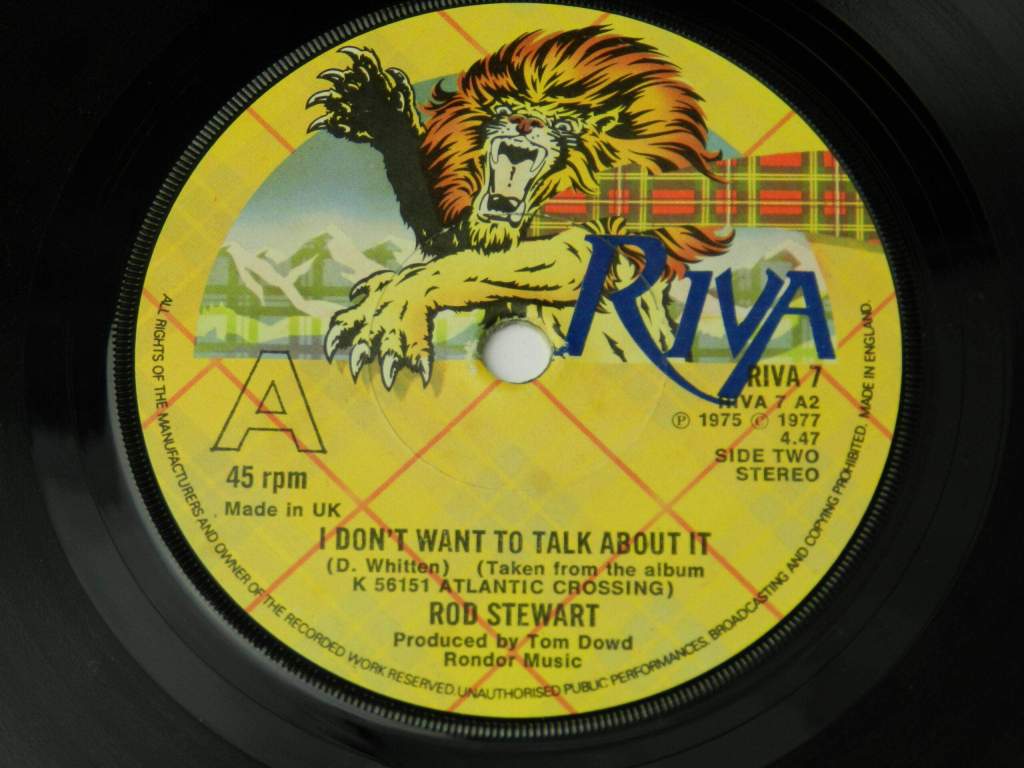 RIVA
RIVA 7
RIVA 7 A2
Ⓟ 1975 © 1977
4.47
SIDE TWO
STEREO
A
45 rpm
Made in UK
I DON'T WANT TO TALK ABOUT IT
(D. Whitten) (Taken from the album
K 56151 ATLANTIC CROSSING)
ROD STEWART
Produced by Tom Dowd
Rondor Music
ALL RIGHTS OF THE MANUFACTURERS AND OWNER OF THE RECORDED WORK RESERVED. UNAUTHORISED PUBLIC PERFORMANCES, BROADCASTING AND COPYING PROHIBITED. MADE IN ENGLAND.